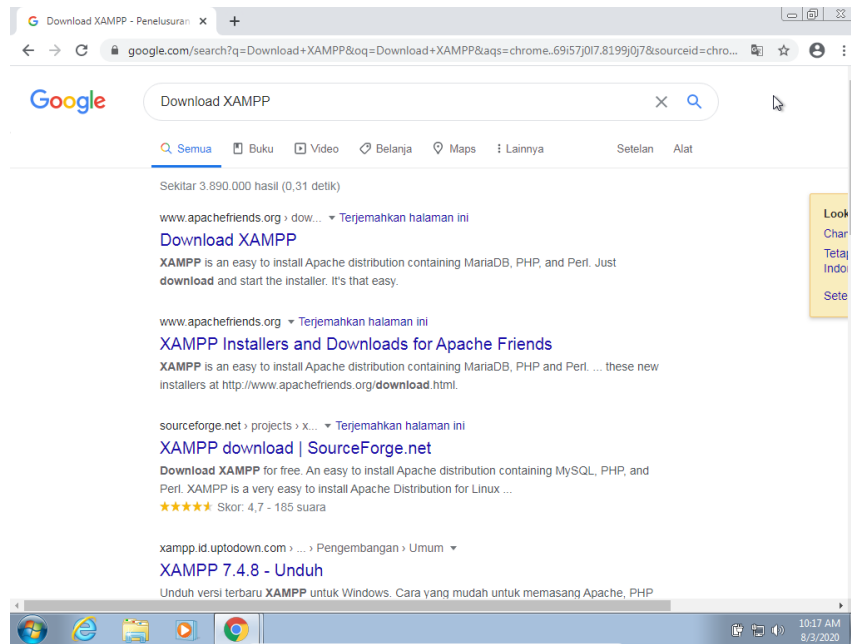 Download XAMPP - Penelusuran
google.com/search?q=Download+XAMPP&oq=Download+XAMPP&aqs=chrome..69i57j0l7.8199j0j7&sourceid=chro...
Google
Download XAMPP
Semua Buku Video Belanja Maps Lainnya Setelan Alat
Sekitar 3.890.000 hasil (0,31 detik)
www.apachefriends.org › dow... Terjemahkan halaman ini
Download XAMPP
XAMPP is an easy to install Apache distribution containing MariaDB, PHP, and Perl. Just
download and start the installer. It's that easy.
www.apachefriends.org Terjemahkan halaman ini
XAMPP Installers and Downloads for Apache Friends
XAMPP is an easy to install Apache distribution containing MariaDB, PHP and Perl. ... these new
installers at http://www.apachefriends.org/download.html.
sourceforge.net › projects › x... Terjemahkan halaman ini
XAMPP download | SourceForge.net
Download XAMPP for free. An easy to install Apache distribution containing MySQL, PHP, and
Perl. XAMPP is a very easy to install Apache Distribution for Linux ...
Skor: 4,7 - 185 suara
xampp.id.uptodown.com › ... › Pengembangan › Umum
XAMPP 7.4.8 - Unduh
Unduh versi terbaru XAMPP untuk Windows. Cara yang mudah untuk memasang Apache, PHP
Look
Char
Tetap
Indo
Sete
10:17 AM
8/3/2020